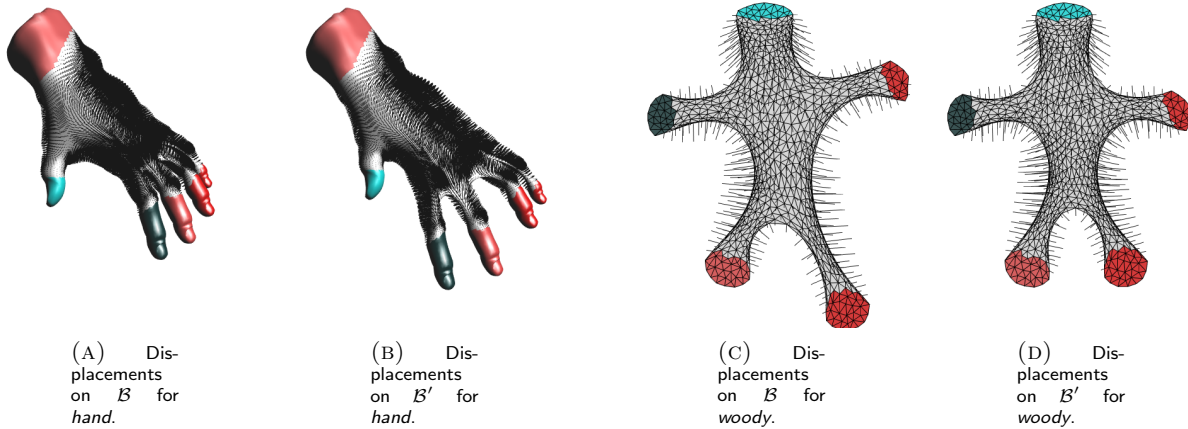 (A) Dis-
placements
on B for
hand.
(B) Dis-
placements
on B′ for
hand.
(C) Dis-
placements
on B for
woody.
(D) Dis-
placements
on B′ for
woody.